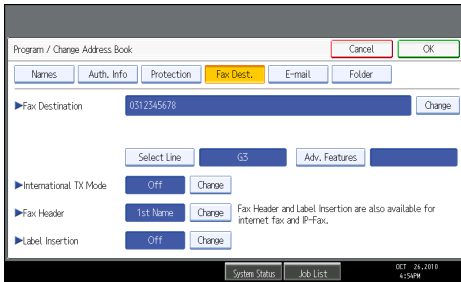 Program / Change Address Book Cancel OK
Names Auth. Info Protection Fax Dest. E-mail Folder
▶Fax Destination 0312345678 Change
Select Line G3 Adv. Features
▶International TX Mode Off Change
▶Fax Header 1st Name Change Fax Header and Label Insertion are also available for
internet fax and IP-Fax.
▶Label Insertion Off Change
System Status Job List OCT 26,2010
4:54PM